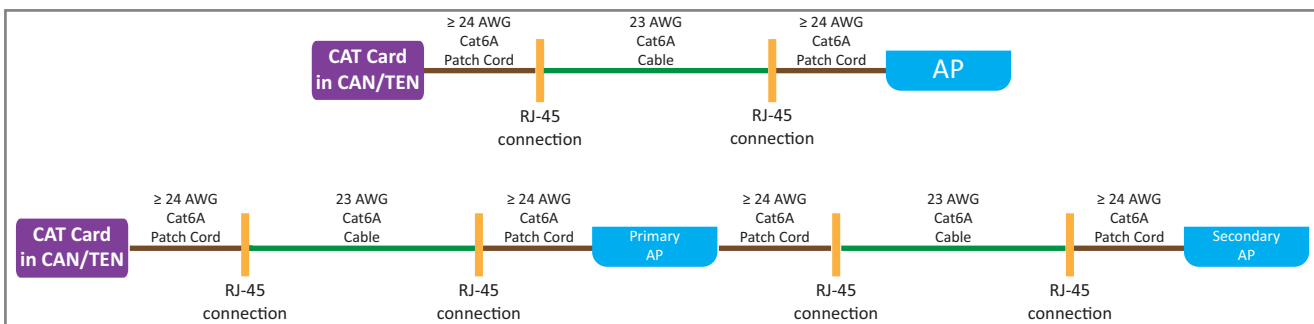 ≥ 24 AWG
Cat6A
Patch Cord
23 AWG
Cat6A
Cable
≥ 24 AWG
Cat6A
Patch Cord
CAT Card
in CAN/TEN
AP
RJ-45
connection
RJ-45
connection
≥ 24 AWG
Cat6A
Patch Cord
23 AWG
Cat6A
Cable
≥ 24 AWG
Cat6A
Patch Cord
≥ 24 AWG
Cat6A
Patch Cord
23 AWG
Cat6A
Cable
≥ 24 AWG
Cat6A
Patch Cord
CAT Card
in CAN/TEN
Primary
AP
Secondary
AP
RJ-45
connection
RJ-45
connection
RJ-45
connection
RJ-45
connection